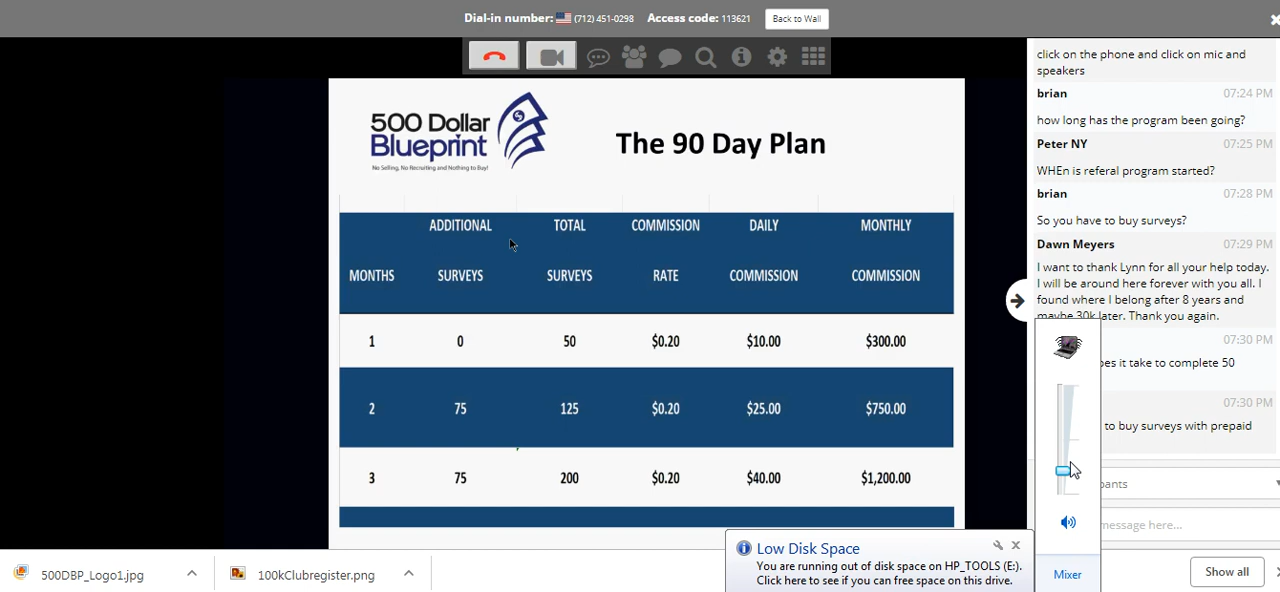 Dial-in number: (712) 451-0298 Access code: 113621 Back to Wall
click on the phone and click on mic and
speakers
brian 07:24 PM
how long has the program been going?
Peter NY 07:25 PM
WHEn is referal program started?
brian 07:28 PM
So you have to buy surveys?
Dawn Meyers 07:29 PM
I want to thank Lynn for all your help today.
I will be around here forever with you all. I
found where I belong after 8 years and
maybe 30k later. Thank you again.
07:30 PM
it take to complete 50
07:30 PM
to buy surveys with prepaid
message here...
500 Dollar
Blueprint
No Selling, No Recruiting and Nothing to Buy!
The 90 Day Plan
ADDITIONAL TOTAL COMMISSION DAILY MONTHLY
MONTHS SURVEYS SURVEYS RATE COMMISSION COMMISSION
1 0 50 $0.20 $10.00 $300.00
2 75 125 $0.20 $25.00 $750.00
3 75 200 $0.20 $40.00 $1,200.00
Low Disk Space
You are running out of disk space on HP_TOOLS (E:).
Click here to see if you can free space on this drive.
Mixer
500DBP_Logo1.jpg
100kClubregister.png
Show all